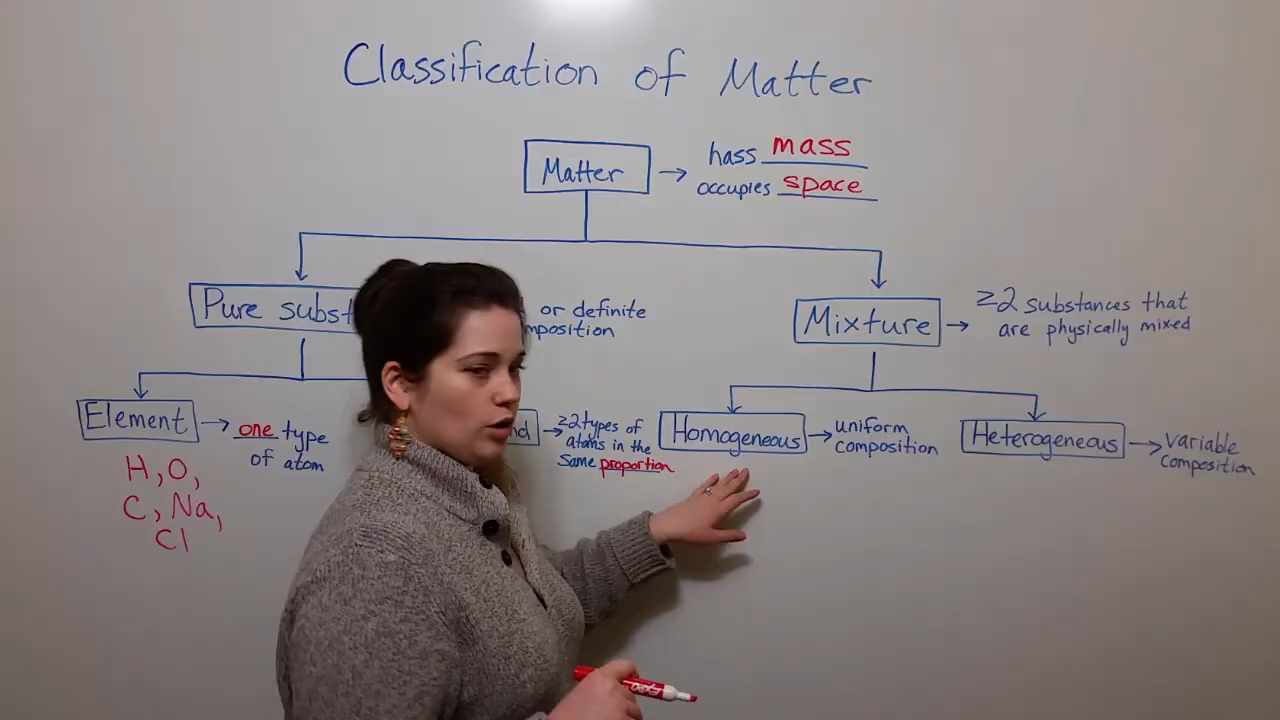 Classification of Matter
Matter → hass mass
occupies space
Pure subst
or definite
mposition
Mixture → ≥2 substances that
are physically mixed
Element → one type
of atom
H, O,
C, Na,
Cl
nd → ≥2 types of
atoms in the
same proportion
Homogeneous → uniform
composition
Heterogeneous → variable
composition
EXPO